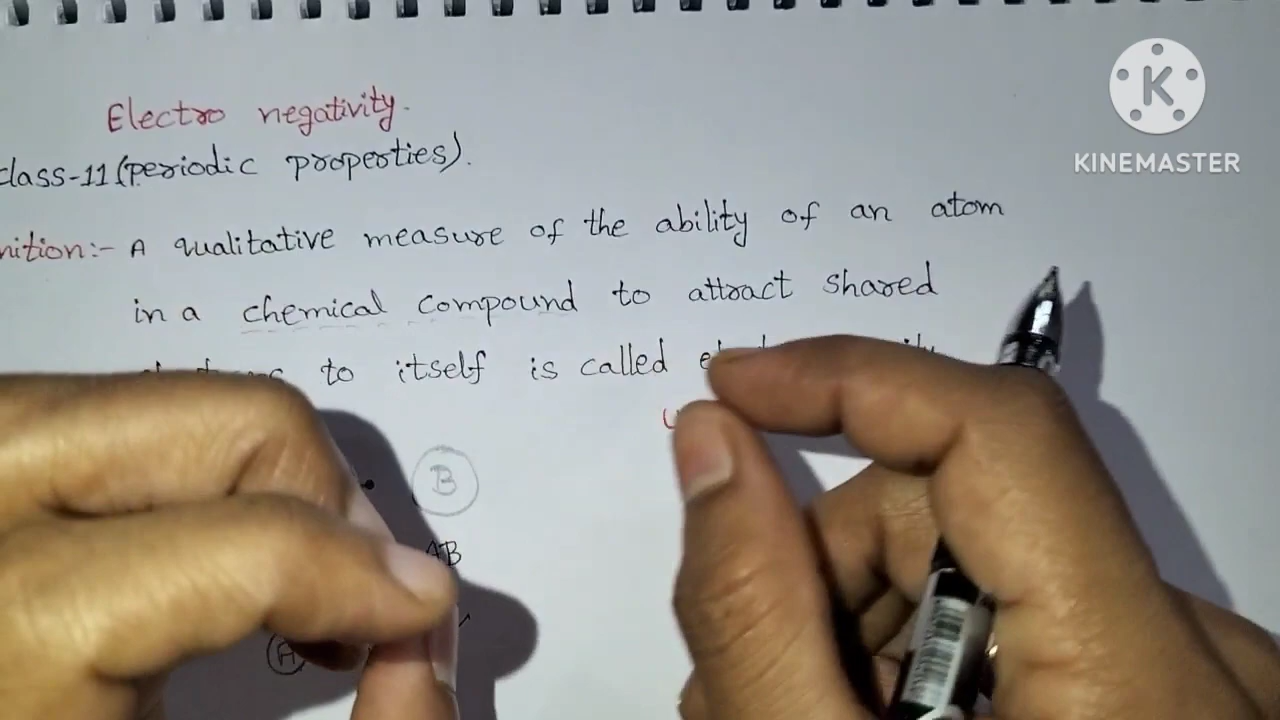 Electro negativity.
class-11 (periodic properties).
nition:- A qualitative measure of the ability of an atom
in a chemical compound to attract shared
to itself is called
B
AB
A
K
KINEMASTER